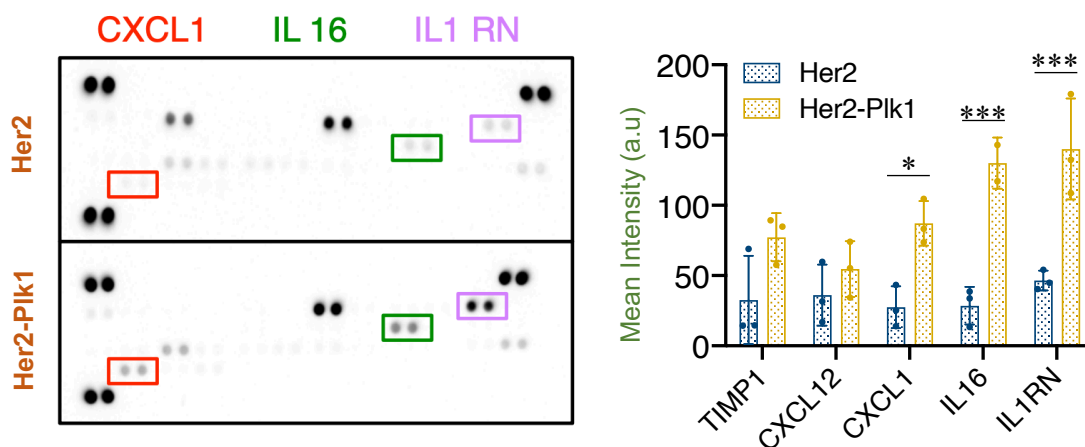 CXCL1 IL 16 IL1 RN
Her2
Her2-Plk1
Mean Intensity (a.u)
200
150
100
50
0
Her2
Her2-Plk1
*
***
***
TIMP1
CXCL12
CXCL1
IL16
IL1RN